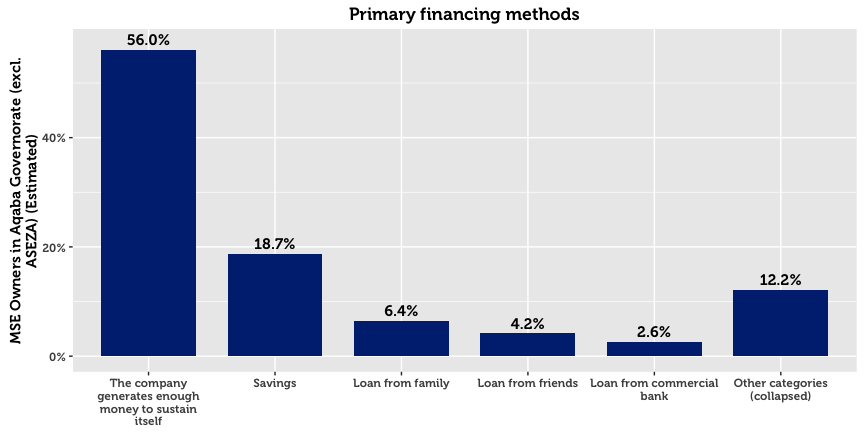 Primary financing methods
MSE Owners in Aqaba Governorate (excl.
ASEZA) (Estimated)
40%
20%
0%
56.0%
18.7%
6.4%
4.2%
2.6%
12.2%
The company
generates enough
money to sustain
itself
Savings
Loan from family
Loan from friends
Loan from commercial
bank
Other categories
(collapsed)